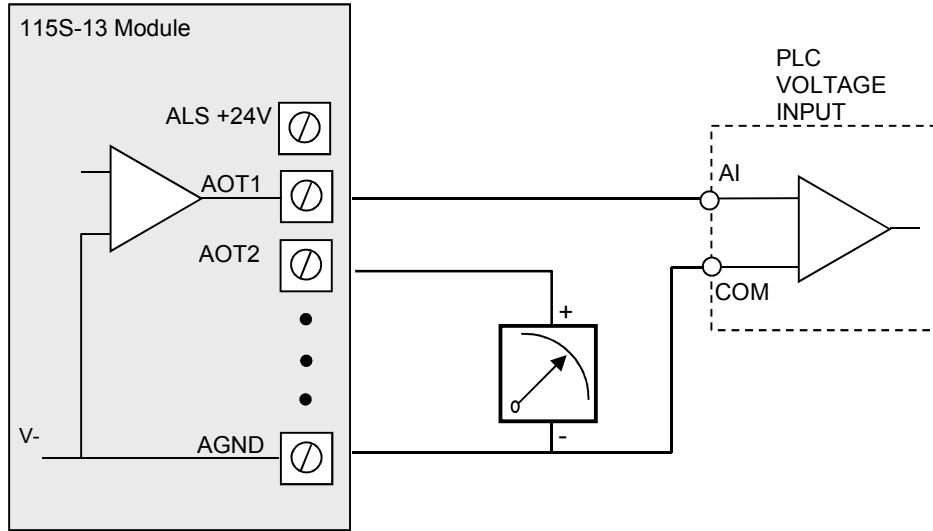 115S-13 Module
PLC
VOLTAGE
INPUT
ALS +24V
AOT1
AI
AOT2
COM
+
-
V-
AGND